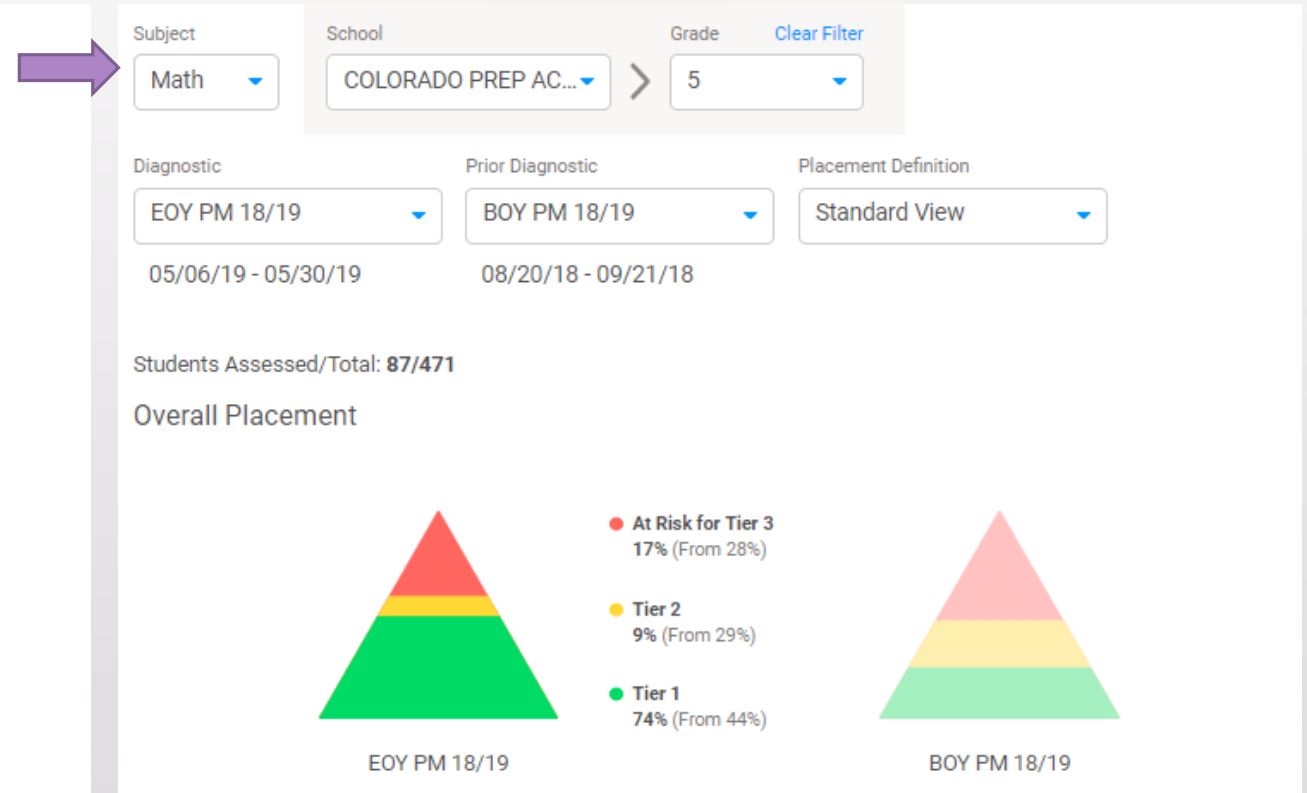 Subject School Grade Clear Filter
Math COLORADO PREP AC... 5
Diagnostic Prior Diagnostic Placement Definition
EOY PM 18/19 BOY PM 18/19 Standard View
05/06/19 - 05/30/19 08/20/18 - 09/21/18
Students Assessed/Total: 87/471
Overall Placement
At Risk for Tier 3
17% (From 28%)
Tier 2
9% (From 29%)
Tier 1
74% (From 44%)
EOY PM 18/19 BOY PM 18/19